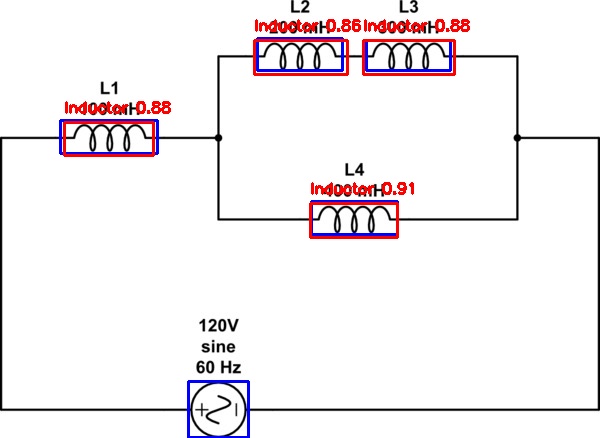 L2
Inductor 0.86
L3
Inductor 0.88
L1
Inductor 0.88
L4
Inductor 0.91
120V
sine
60 Hz